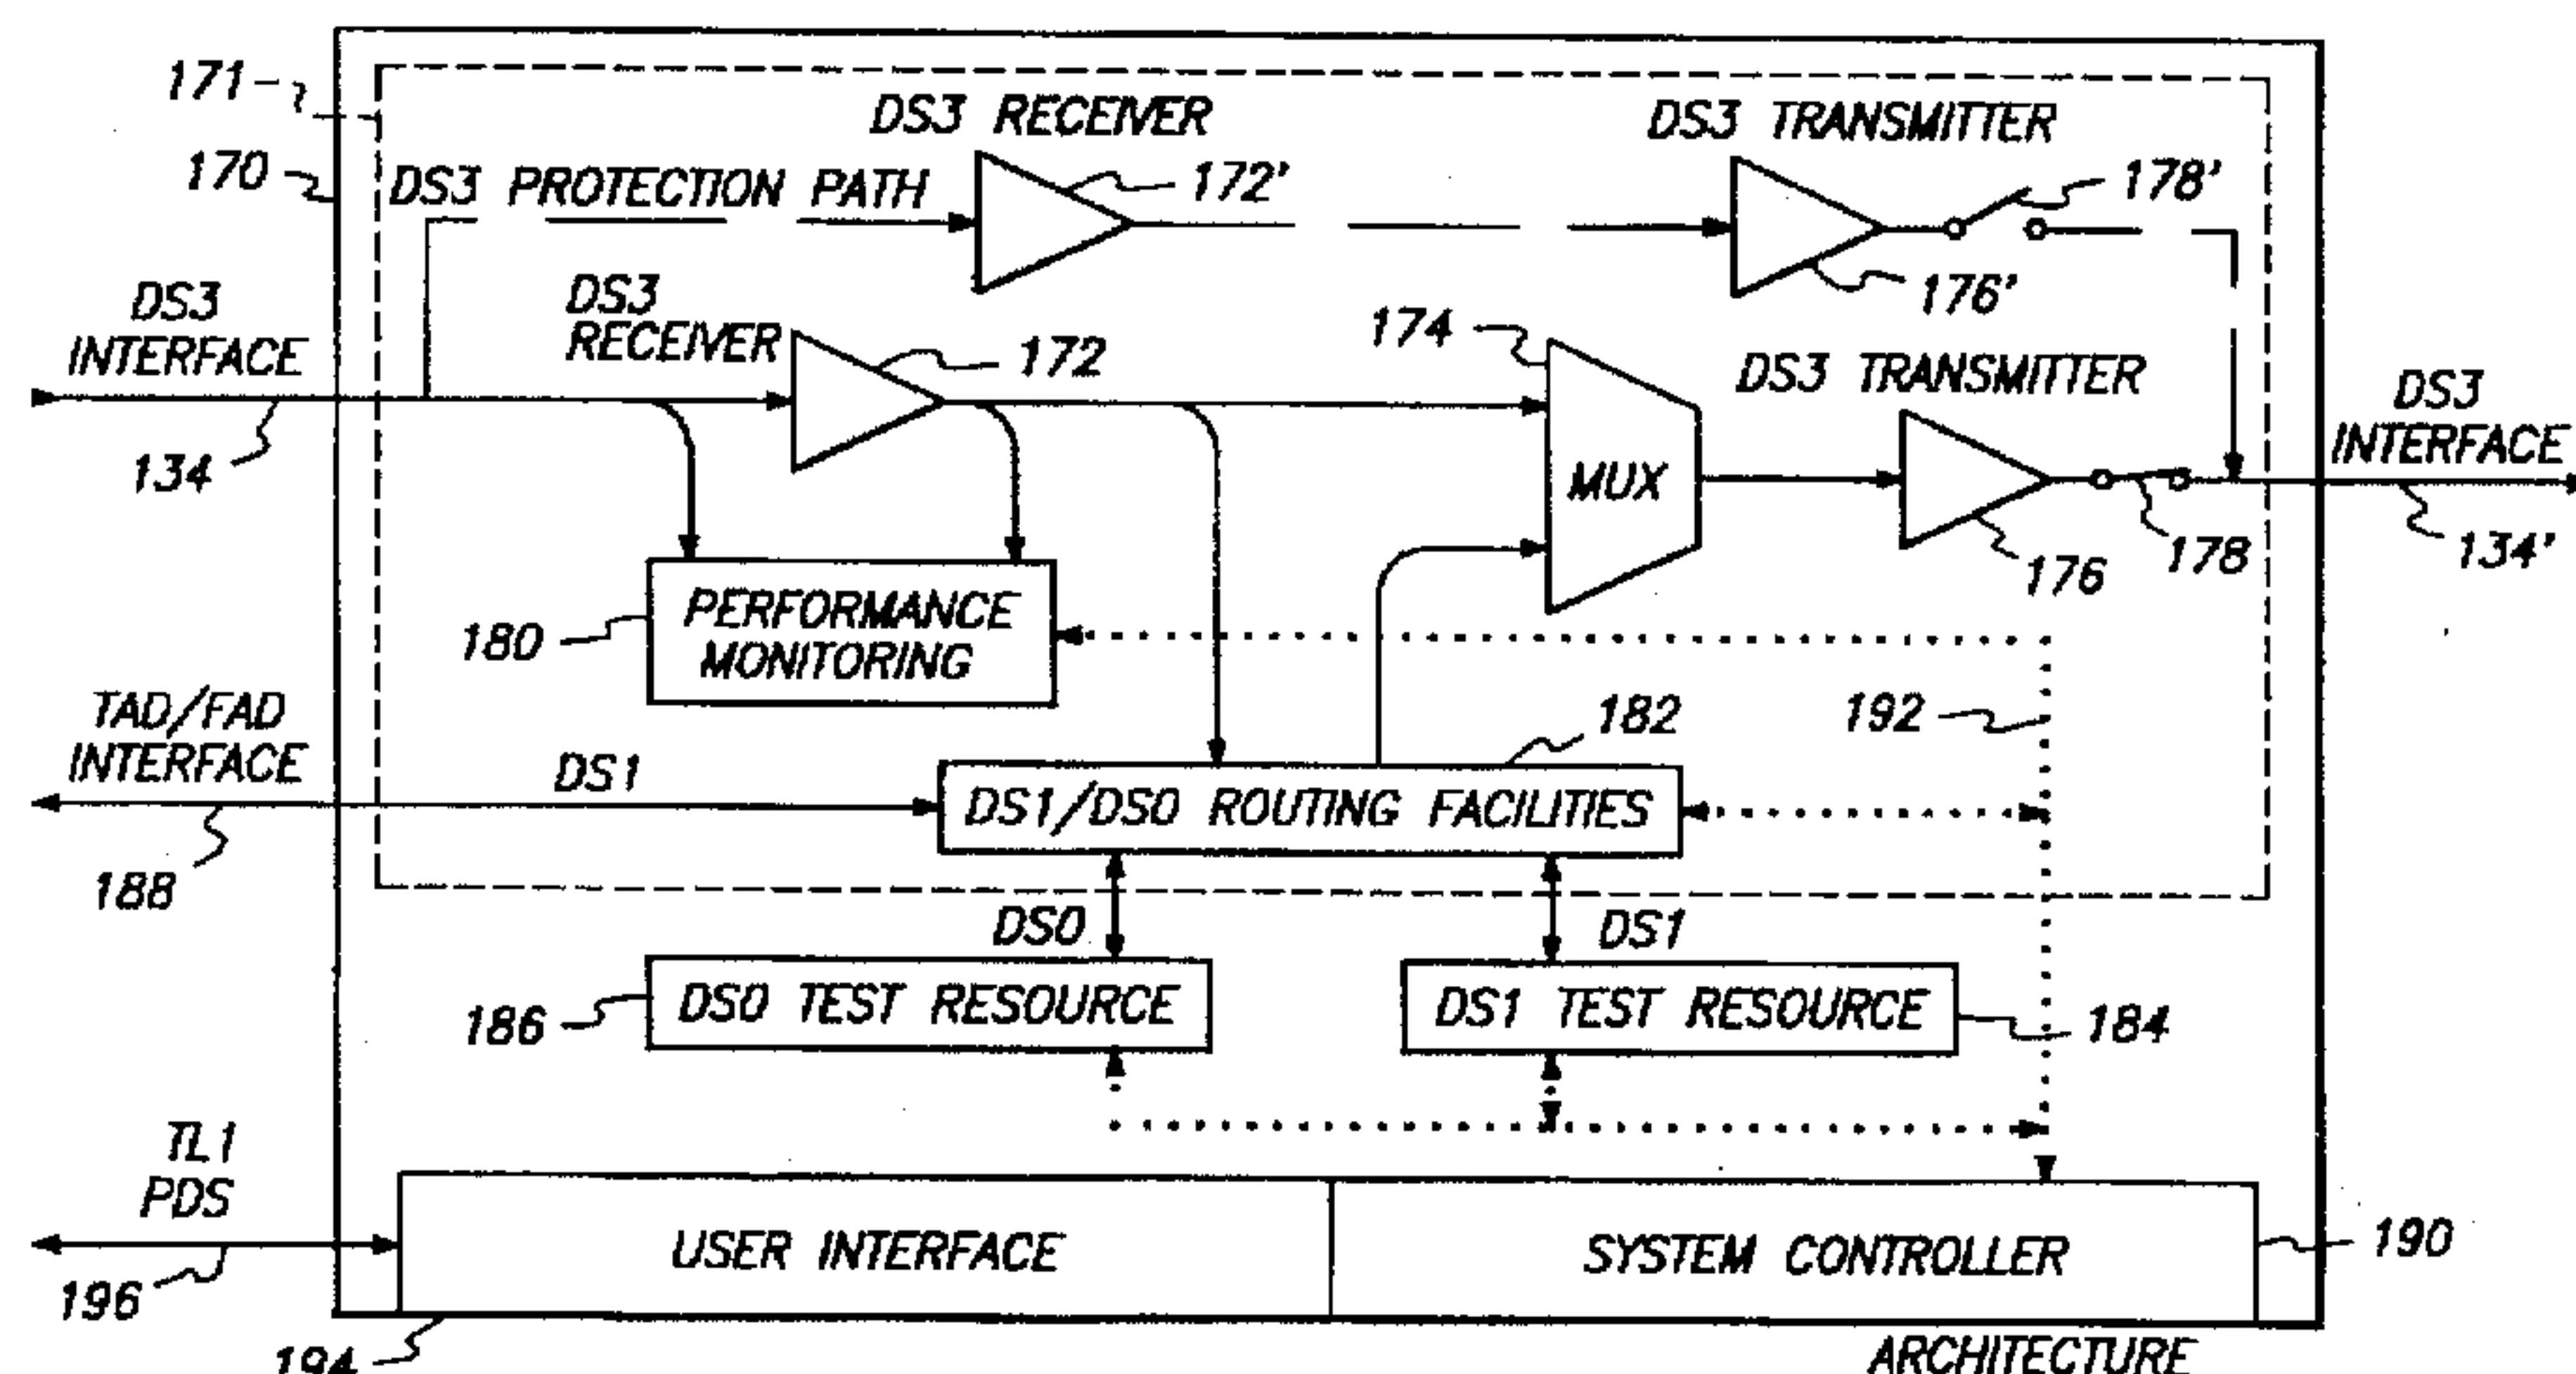 171
DS3 RECEIVER
DS3 TRANSMITTER
170
DS3 PROTECTION PATH
172'
178'
DS3
INTERFACE
DS3
RECEIVER
172
174
176'
DS3 TRANSMITTER
DS3
INTERFACE
134
MUX
176
178
134'
180
PERFORMANCE
MONITORING
TAD/FAD
INTERFACE
DS1
182
192
DS1/DS0 ROUTING FACILITIES
188
DS0
DS1
186
DS0 TEST RESOURCE
DS1 TEST RESOURCE
184
TL1
PDS
196
USER INTERFACE
SYSTEM CONTROLLER
190
194
ARCHITECTURE